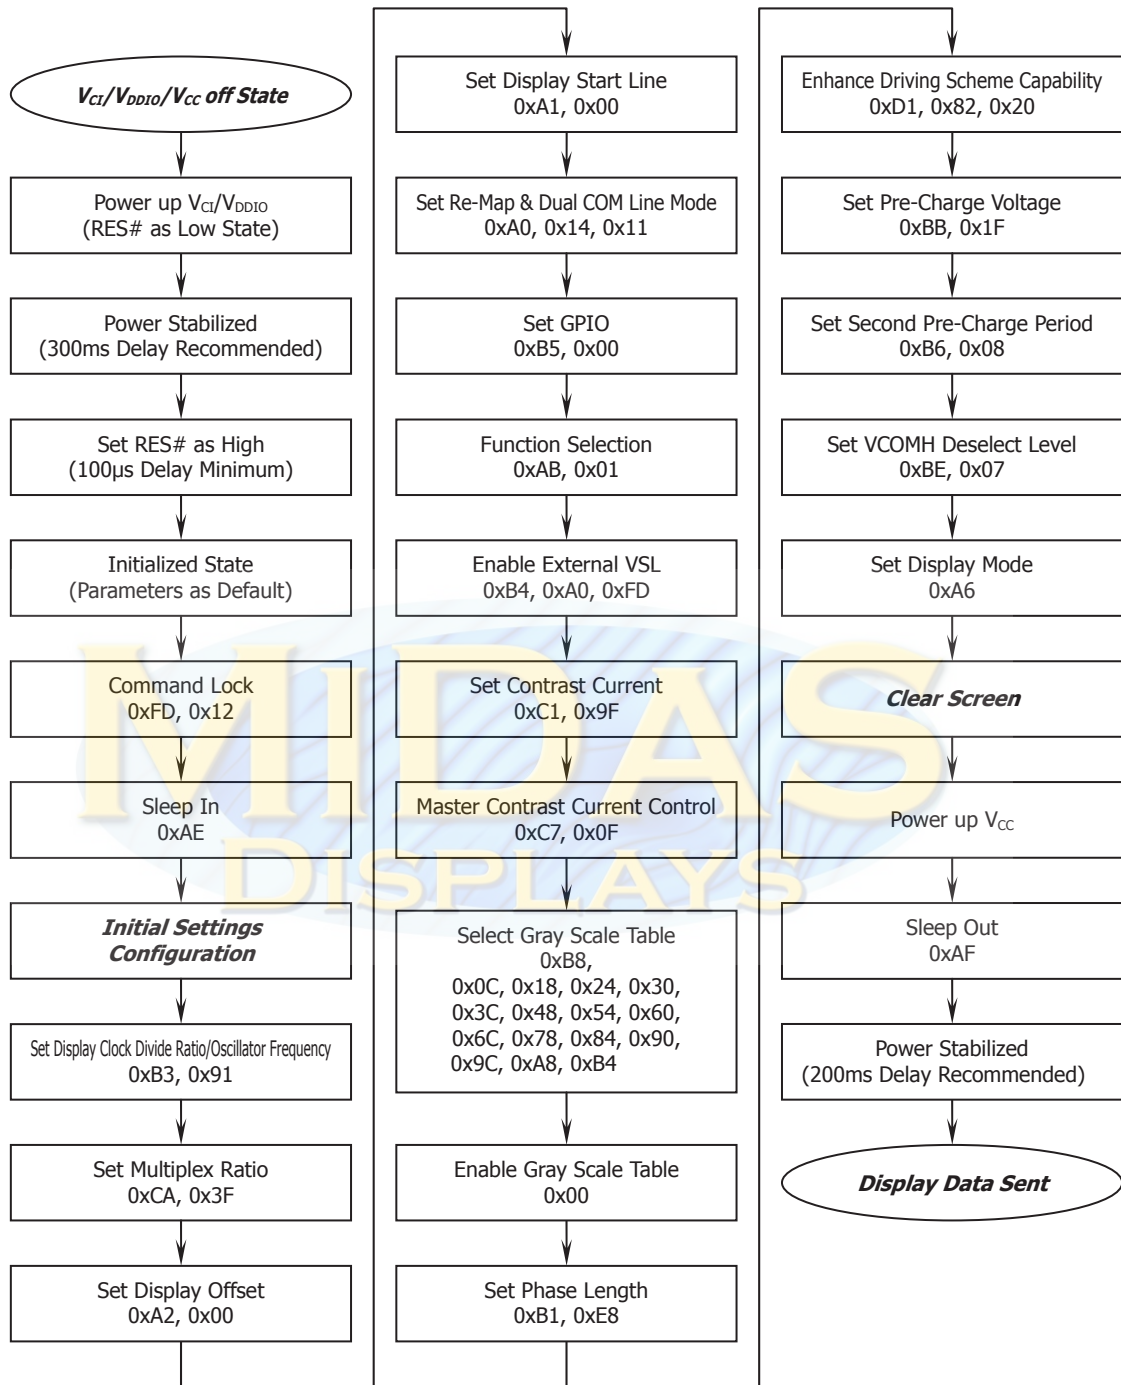 V_CI/V_DDIO/V_CC off State
Power up V_CI/V_DDIO
(RES# as Low State)
Power Stabilized
(300ms Delay Recommended)
Set RES# as High
(100µs Delay Minimum)
Initialized State
(Parameters as Default)
Command Lock
0xFD, 0x12
Sleep In
0xAE
Initial Settings
Configuration
Set Display Clock Divide Ratio/Oscillator Frequency
0xB3, 0x91
Set Multiplex Ratio
0xCA, 0x3F
Set Display Offset
0xA2, 0x00
Set Display Start Line
0xA1, 0x00
Set Re-Map & Dual COM Line Mode
0xA0, 0x14, 0x11
Set GPIO
0xB5, 0x00
Function Selection
0xAB, 0x01
Enable External VSL
0xB4, 0xA0, 0xFD
Set Contrast Current
0xC1, 0x9F
Master Contrast Current Control
0xC7, 0x0F
Select Gray Scale Table
0xB8,
0x0C, 0x18, 0x24, 0x30,
0x3C, 0x48, 0x54, 0x60,
0x6C, 0x78, 0x84, 0x90,
0x9C, 0xA8, 0xB4
Enable Gray Scale Table
0x00
Set Phase Length
0xB1, 0xE8
Enhance Driving Scheme Capability
0xD1, 0x82, 0x20
Set Pre-Charge Voltage
0xBB, 0x1F
Set Second Pre-Charge Period
0xB6, 0x08
Set VCOMH Deselect Level
0xBE, 0x07
Set Display Mode
0xA6
Clear Screen
Power up V_CC
Sleep Out
0xAF
Power Stabilized
(200ms Delay Recommended)
Display Data Sent
MIDAS
DISPLAYS